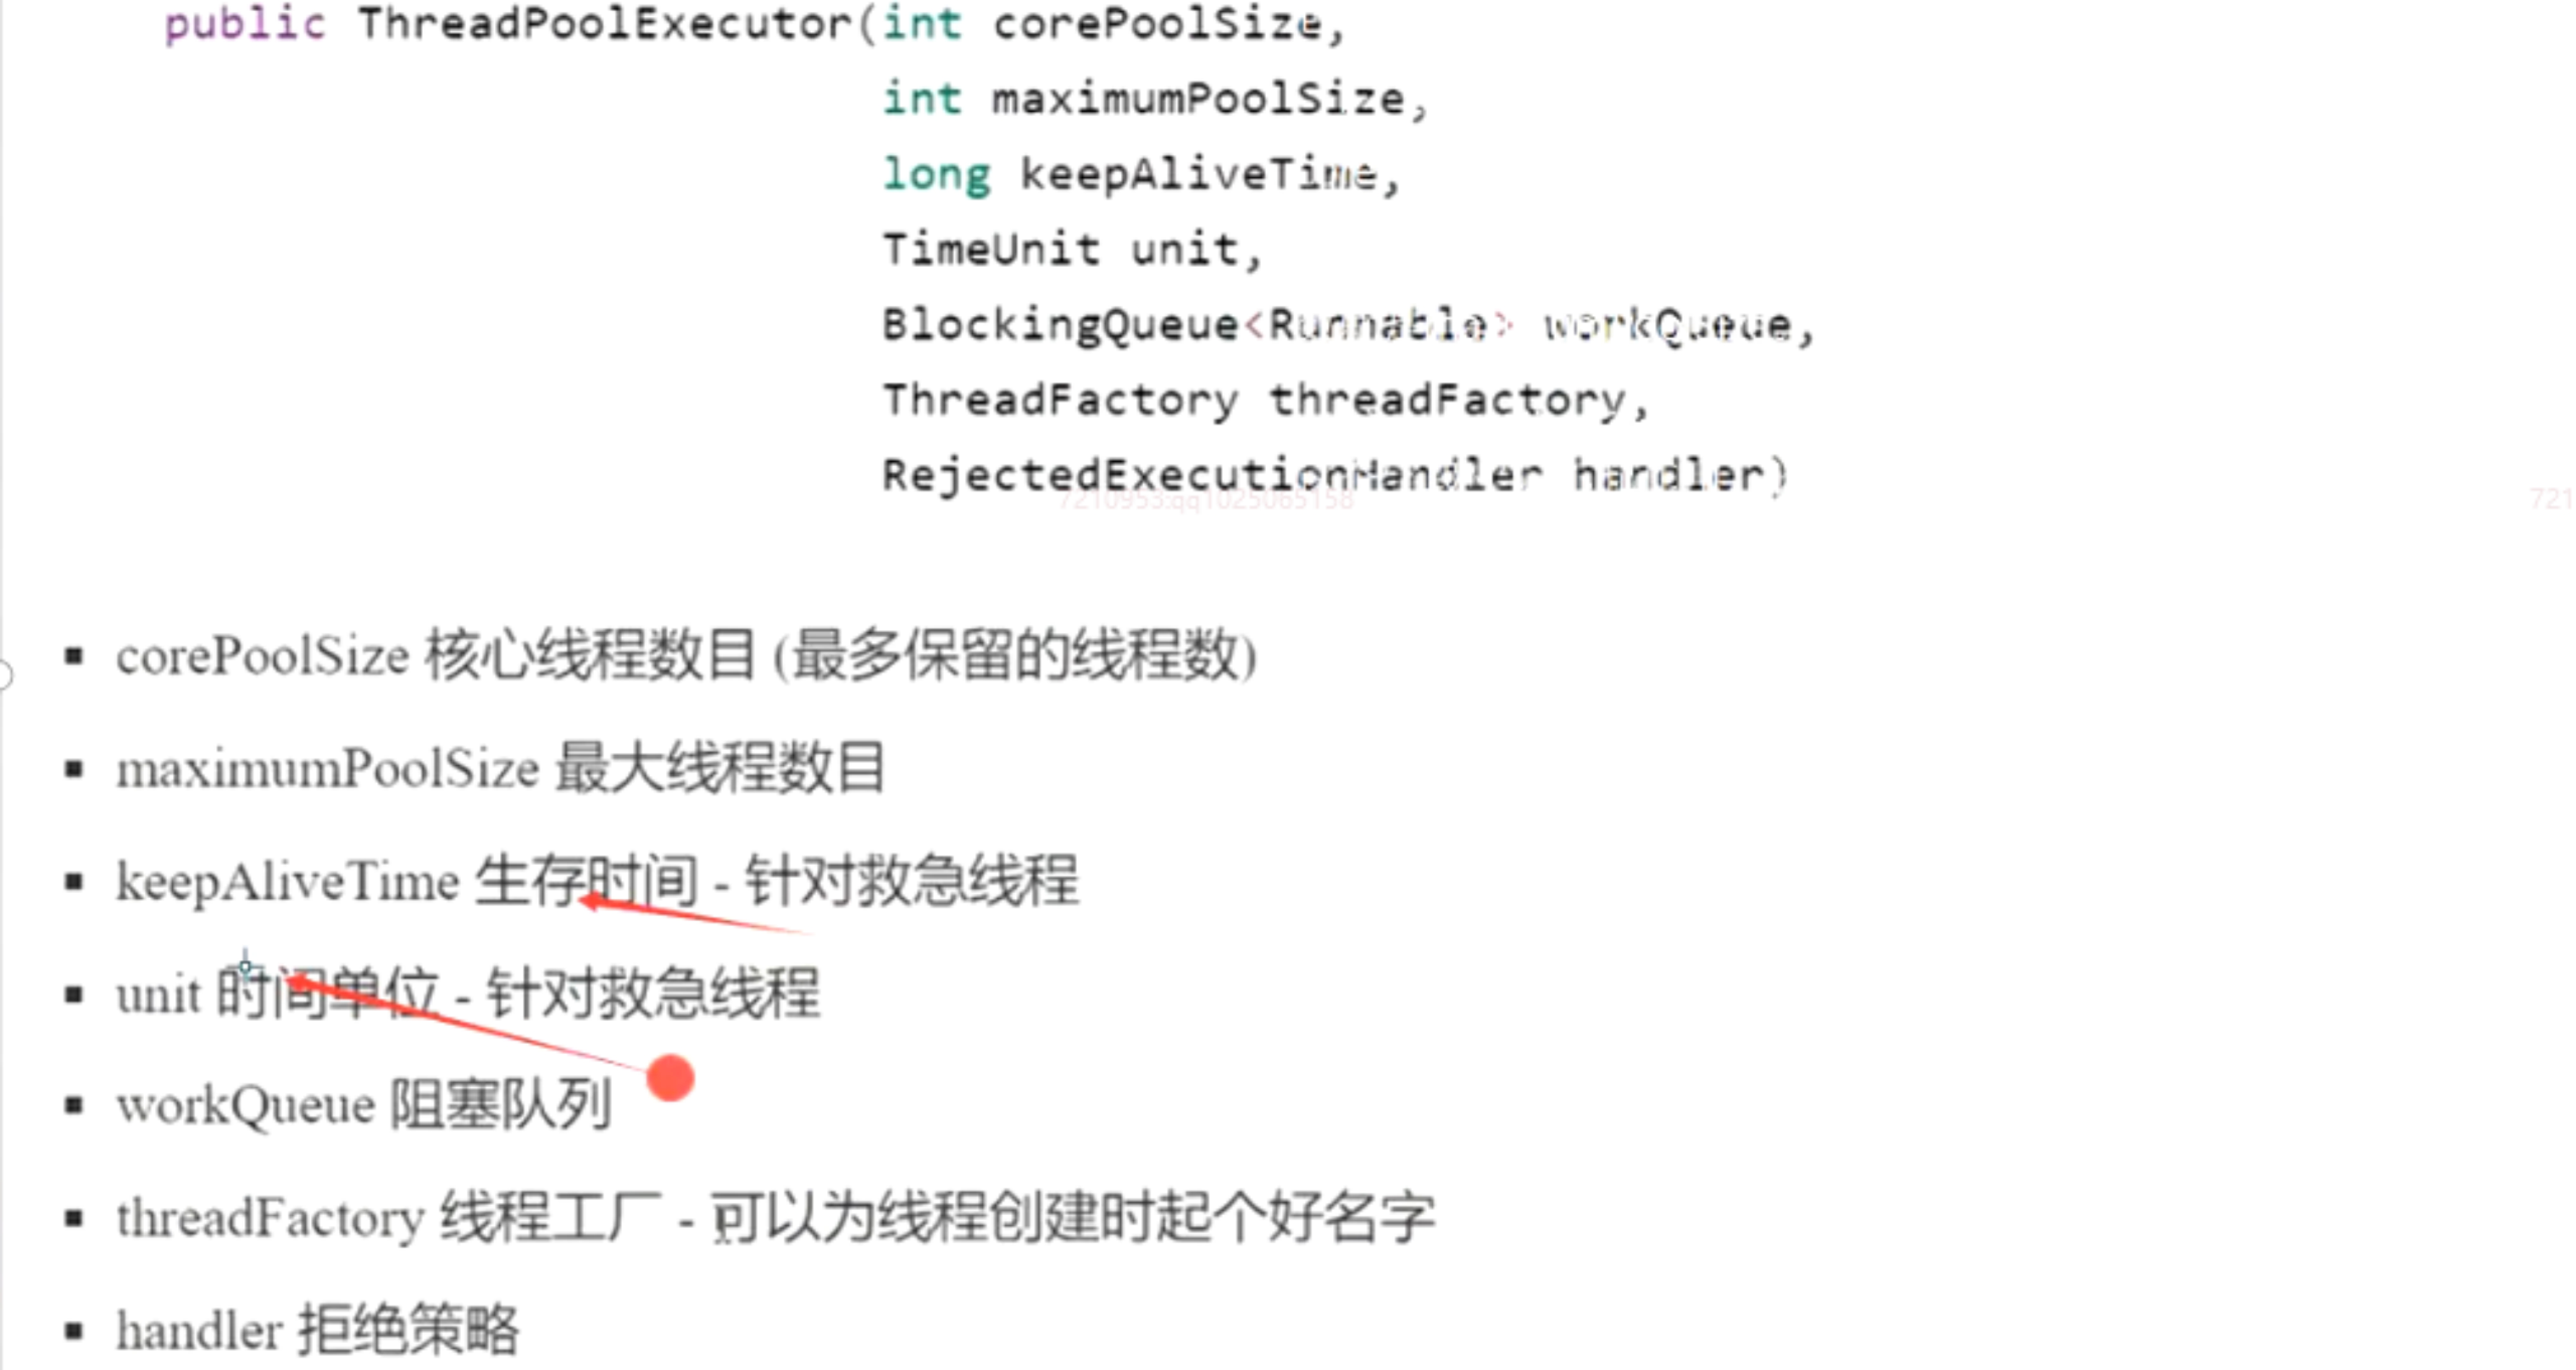 public ThreadPoolExecutor(int corePoolSize,
int maximumPoolSize,
long keepAliveTime,
TimeUnit unit,
BlockingQueue<Runnable> workQueue,
ThreadFactory threadFactory,
RejectedExecutionHandler handler)
7210953:qq1025065158
721
corePoolSize 核心线程数目 (最多保留的线程数)
maximumPoolSize 最大线程数目
keepAliveTime 生存时间 - 针对救急线程
unit 时间单位 - 针对救急线程
workQueue 阻塞队列
threadFactory 线程工厂 - 可以为线程创建时起个好名字
handler 拒绝策略